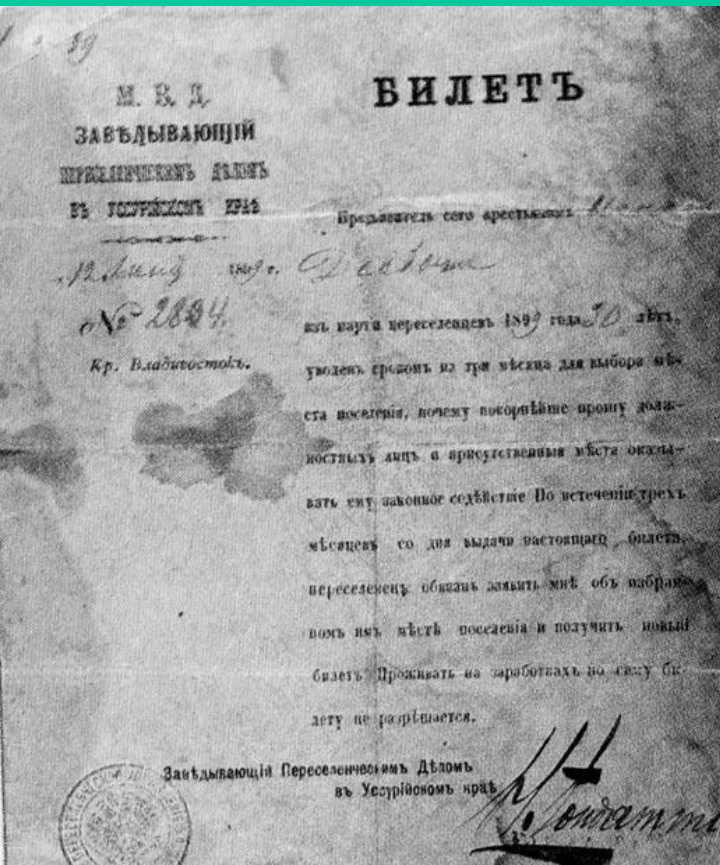 М. В. Д.
ЗАВѢДЫВАЮЩІЙ
ПЕРЕСЕЛЕНЧЕСКИМЪ ДѢЛОМЪ
ВЪ УССУРІЙСКОМЪ КРАѢ
1899 г.
№ 2834.
Кр. Владивостокъ.
БИЛЕТЪ
Предъявитель сего
изъ партіи переселенцевъ 1899 года 30 лѣтъ,
уволенъ срокомъ на три мѣсяца для выбора мѣ-
ста поселенія, почему покорнѣйше прошу долж-
ностныхъ лицъ и присутственныя мѣста оказы-
вать ему законное содѣйствіе По истеченіи трехъ
мѣсяцевъ со дня выдачи настоящаго билета,
переселенецъ обязанъ заявить мнѣ объ избран-
номъ имъ мѣстѣ поселенія и получить новый
билетъ Проживать на заработкахъ по сему би-
лету не разрѣшается.
Завѣдывающій Переселенческимъ Дѣломъ
въ Уссурійскомъ краѣ